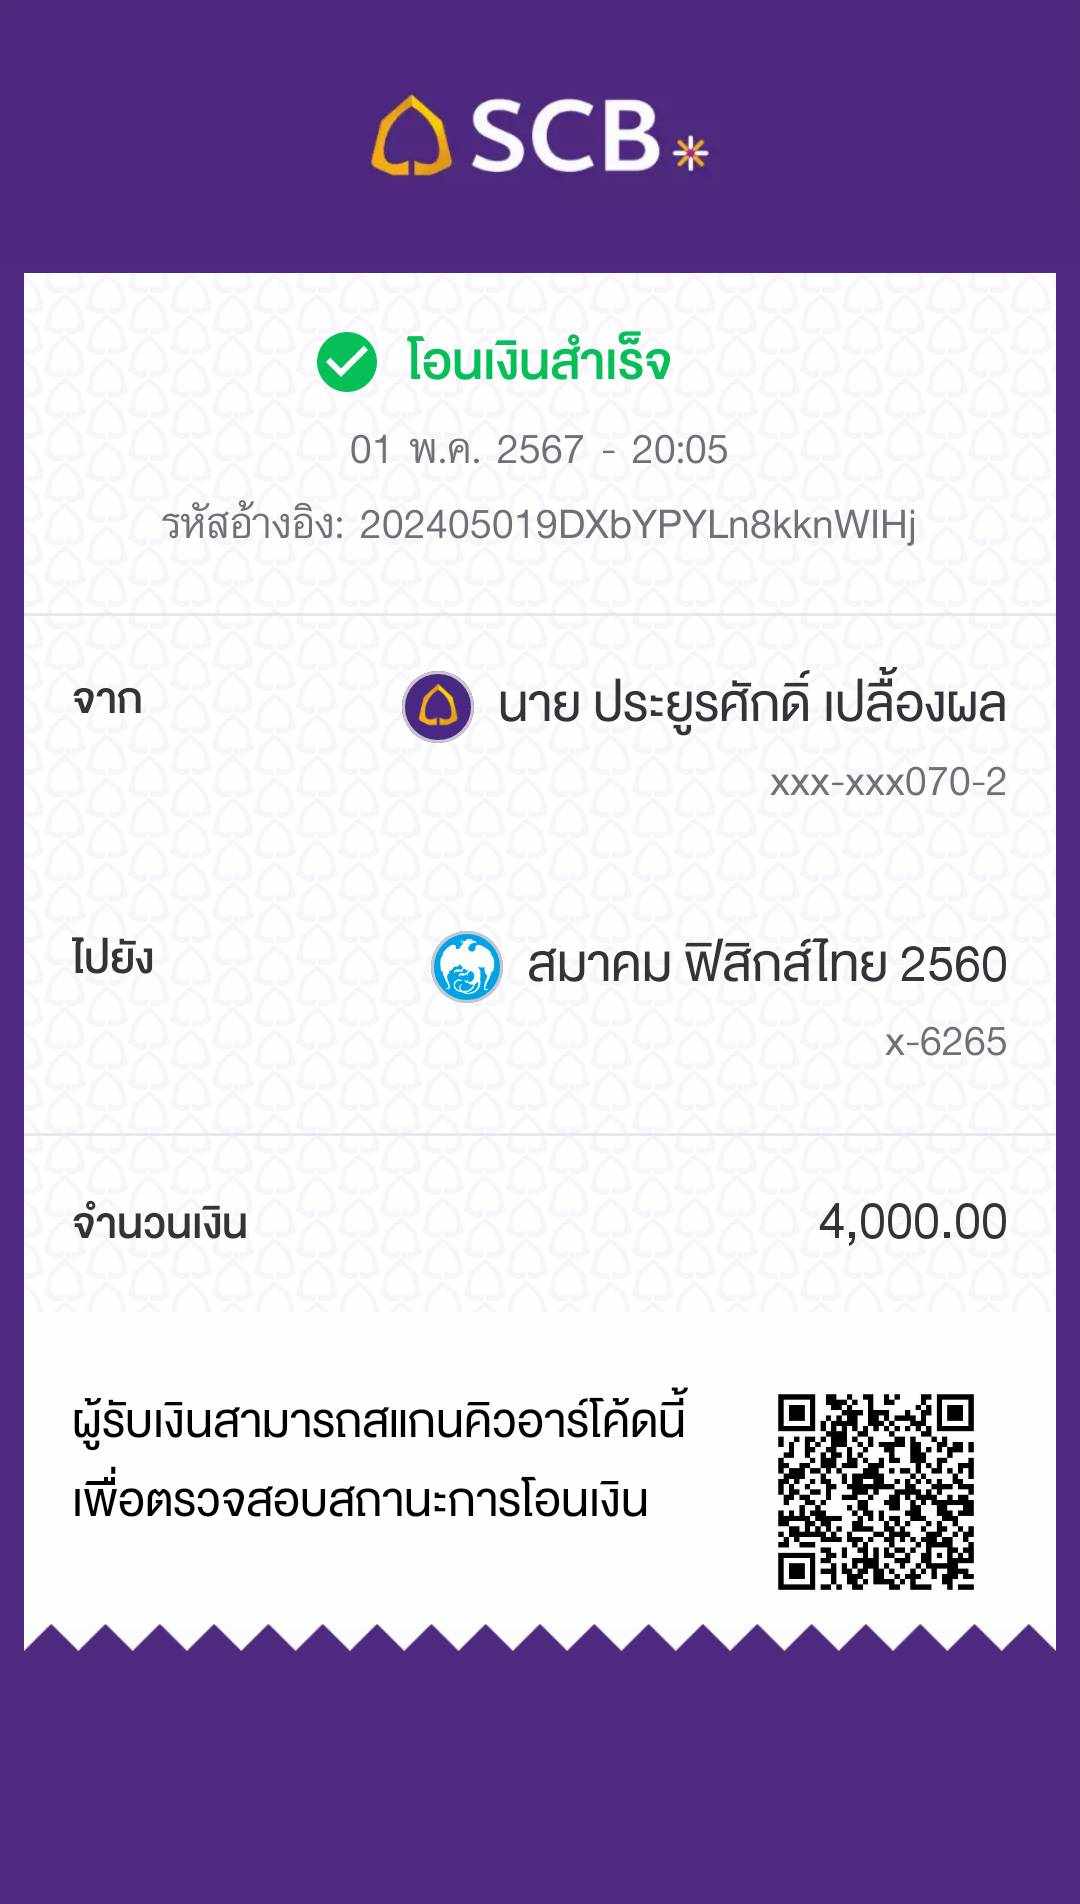 SCB
โอนเงินสำเร็จ
01 พ.ค. 2567 - 20:05
รหัสอ้างอิง: 202405019DXbYPYLn8kknWIHj
จาก
นาย ประยูรศักดิ์ เปลื้องผล
xxx-xxx070-2
ไปยัง
สมาคม ฟิสิกส์ไทย 2560
x-6265
จำนวนเงิน
4,000.00
ผู้รับเงินสามารถสแกนคิวอาร์โค้ดนี้
เพื่อตรวจสอบสถานะการโอนเงิน